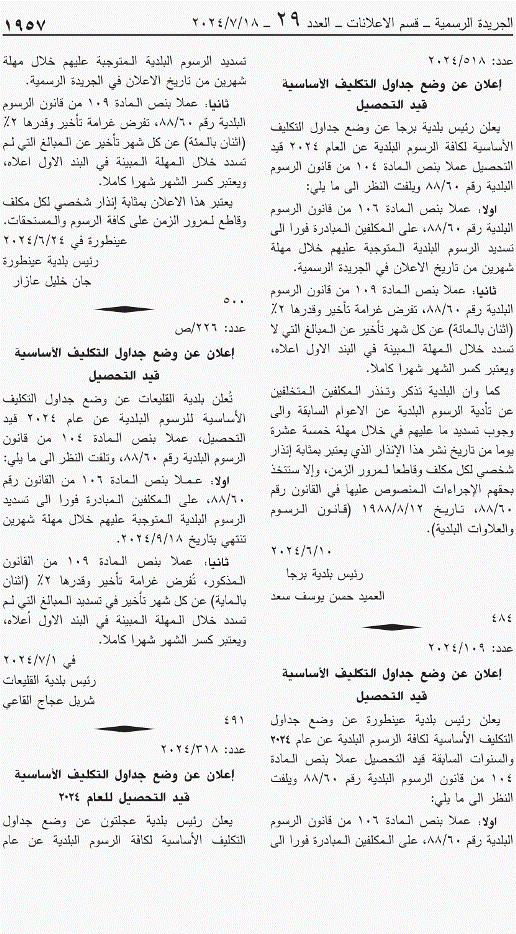 الجريدة الرسمية ــ قسم الاعلانات ــ العدد ٢٩ ــ ٢٠٢٤/٧/١٨
١٩٥٧
عدد: ٢٠٢٤/٥١٨
إعلان عن وضع جداول التكليف الأساسية
قيد التحصيل
يعلن رئيس بلدية برجا عن وضع جداول التكليف
الأساسية لكافة الرسوم البلدية عن العام ٢٠٢٤ قيد
التحصيل عملا بنص المادة ١٠٤ من قانون الرسوم
البلدية رقم ٨٨/٦٠ ويلفت النظر الى ما يلي:
اولا: عملا بنص المادة ١٠٦ من قانون الرسوم
البلدية رقم ٨٨/٦٠، على المكلفين المبادرة فورا الى
تسديد الرسوم البلدية المتوجبة عليهم خلال مهلة
شهرين من تاريخ الاعلان في الجريدة الرسمية.
ثانيا: عملا بنص المادة ١٠٩ من قانون الرسوم
البلدية رقم ٨٨/٦٠، تفرض غرامة تأخير وقدرها ٢٪
(اثنان بالمائة) عن كل شهر تأخير عن المبالغ التي لا
تسدد خلال المهلة المبينة في البند الاول اعلاه،
ويعتبر كسر الشهر شهرا كاملا.
كما وان البلدية تذكر وتنذر المكلفين المتخلفين
عن تأدية الرسوم البلدية عن الاعوام السابقة والى
وجوب تسديد ما عليهم في خلال مهلة خمسة عشرة
يوما من تاريخ نشر هذا الإنذار الذي يعتبر بمثابة إنذار
شخصي لكل مكلف وقاطعا لمرور الزمن، وإلا ستتخذ
بحقهم الإجراءات المنصوص عليها في القانون رقم
٨٨/٦٠، تاريخ ١٩٨٨/٨/١٢ (قانون الرسوم
والعلاوات البلدية).
٢٠٢٤/٦/١٠
رئيس بلدية برجا
العميد حسن يوسف سعد
٤٨٤
عدد: ٢٠٢٤/١٠٩
إعلان عن وضع جداول التكليف الأساسية
قيد التحصيل
يعلن رئيس بلدية عينطورة عن وضع جداول
التكليف الأساسية لكافة الرسوم البلدية عن عام ٢٠٢٤
والسنوات السابقة قيد التحصيل عملا بنص المادة
١٠٤ من قانون الرسوم البلدية رقم ٨٨/٦٠ ويلفت
النظر الى ما يلي:
اولا: عملا بنص المادة ١٠٦ من قانون الرسوم
البلدية رقم ٨٨/٦٠، على المكلفين المبادرة فورا الى
تسديد الرسوم البلدية المتوجبة عليهم خلال مهلة
شهرين من تاريخ الاعلان في الجريدة الرسمية.
ثانيا: عملا بنص المادة ١٠٩ من قانون الرسوم
البلدية رقم ٨٨/٦٠، تفرض غرامة تأخير وقدرها ٢٪
(اثنان بالمئة) عن كل شهر تأخير عن المبالغ التي لم
تسدد خلال المهلة المبينة في البند الاول اعلاه،
ويعتبر كسر الشهر شهرا كاملا.
يعتبر هذا الاعلان بمثابة إنذار شخصي لكل مكلف
وقاطع لمرور الزمن على كافة الرسوم والمستحقات.
عينطورة في ٢٠٢٤/٦/٢٤
رئيس بلدية عينطورة
جان خليل عازار
٥٠٠
عدد: ٢٢٦/ص
إعلان عن وضع جداول التكليف الأساسية
قيد التحصيل
تُعلن بلدية القليعات عن وضع جداول التكليف
الأساسية للرسوم البلدية عن عام ٢٠٢٤ قيد
التحصيل، عملا بنص المادة ١٠٤ من قانون
الرسوم البلدية رقم ٨٨/٦٠، وتلفت النظر الى ما يلي:
اولا: عملا بنص المادة ١٠٦ من القانون رقم
٨٨/٦٠، على المكلفين المبادرة فورا الى تسديد
الرسوم البلدية المتوجبة عليهم خلال مهلة شهرين
تنتهي بتاريخ ٢٠٢٤/٩/١٨.
ثانيا: عملا بنص المادة ١٠٩ من القانون
المذكور، تُفرض غرامة تأخير وقدرها ٢٪ (اثنان
بالماية) عن كل شهر تأخير في تسديد المبالغ التي لم
تسدد خلال المهلة المبينة في البند الاول أعلاه،
ويعتبر كسر الشهر شهرا كاملا.
في ٢٠٢٤/٧/١
رئيس بلدية القليعات
شربل عجاج القاعي
٤٩١
عدد: ٢٠٢٤/٣١٨
إعلان عن وضع جداول التكليف الأساسية
قيد التحصيل للعام ٢٠٢٤
يعلن رئيس بلدية عجلتون عن وضع جداول
التكليف الأساسية لكافة الرسوم البلدية عن عام